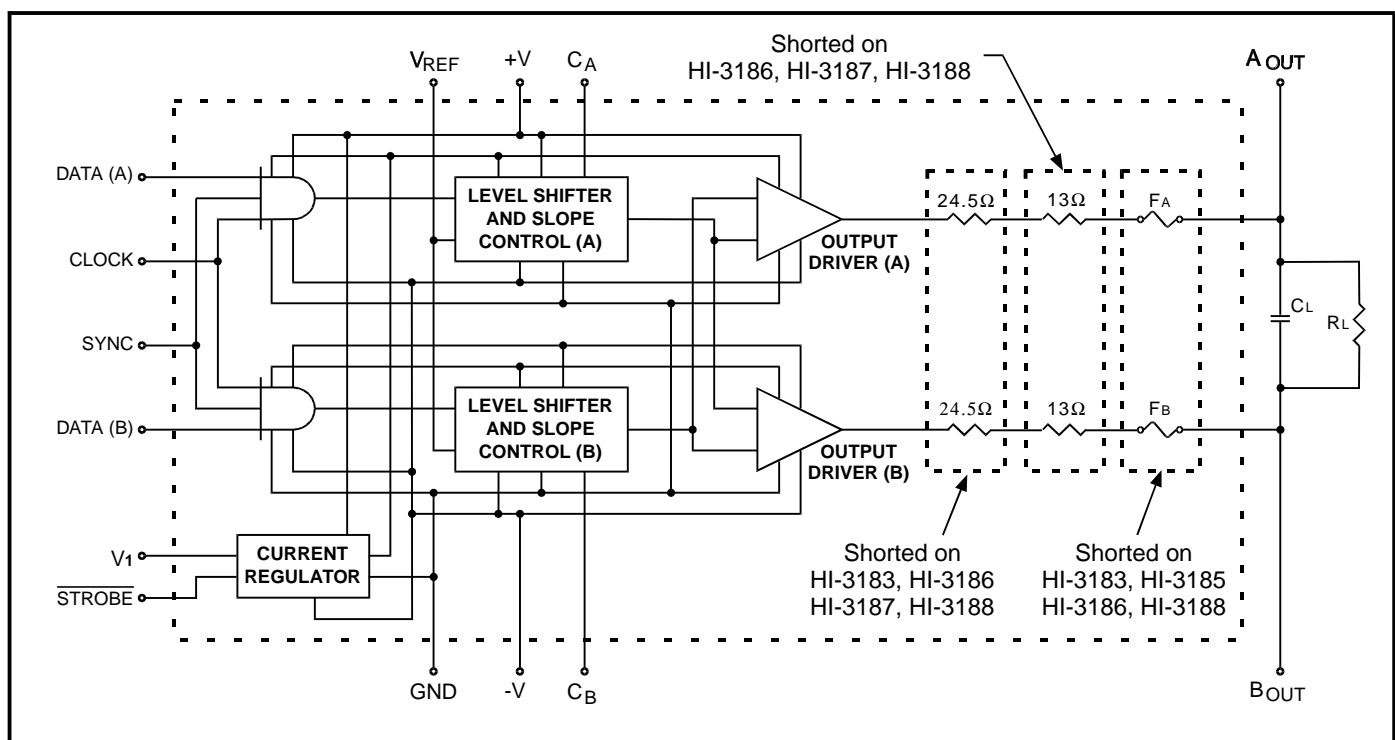 Shorted on
HI-3186, HI-3187, HI-3188
VREF
+V
CA
A OUT
DATA (A)
LEVEL SHIFTER
AND SLOPE
CONTROL (A)
24.5Ω
13Ω
FA
OUTPUT
DRIVER (A)
CLOCK
CL
RL
SYNC
LEVEL SHIFTER
AND SLOPE
CONTROL (B)
24.5Ω
13Ω
FB
DATA (B)
OUTPUT
DRIVER (B)
V1
CURRENT
REGULATOR
STROBE
Shorted on
HI-3183, HI-3186
HI-3187, HI-3188
Shorted on
HI-3183, HI-3185
HI-3186, HI-3188
GND
-V
CB
BOUT